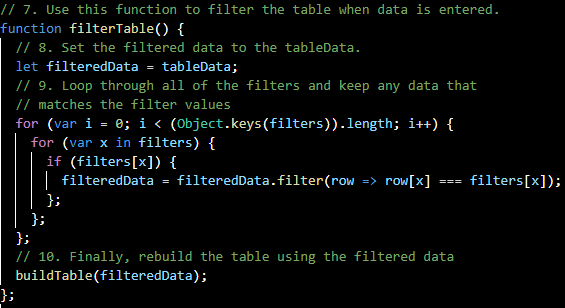 // 7. Use this function to filter the table when data is entered.
function filterTable() {
// 8. Set the filtered data to the tableData.
let filteredData = tableData;
// 9. Loop through all of the filters and keep any data that
// matches the filter values
for (var i = 0; i < (Object.keys(filters)).length; i++) {
for (var x in filters) {
if (filters[x]) {
filteredData = filteredData.filter(row => row[x] === filters[x]);
};
};
};
// 10. Finally, rebuild the table using the filtered data
buildTable(filteredData);
};